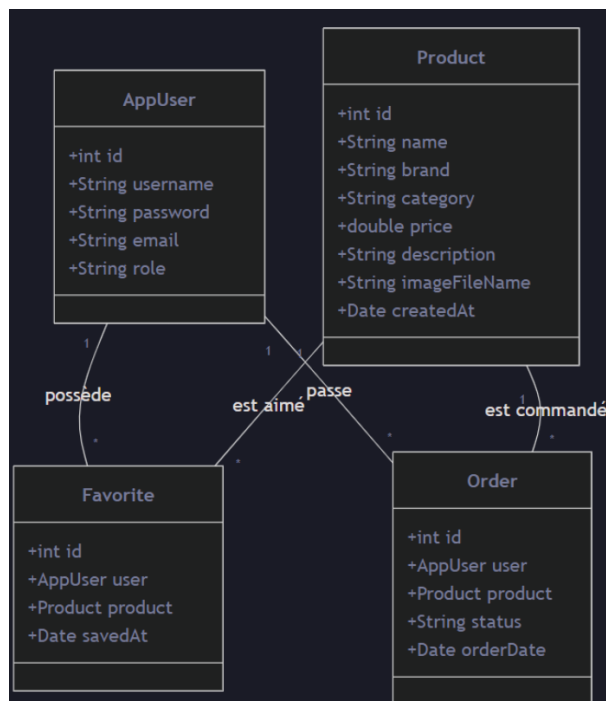 AppUser
+int id
+String username
+String password
+String email
+String role
Product
+int id
+String name
+String brand
+String category
+double price
+String description
+String imageFileName
+Date createdAt
1
1
1
1
possède
est aimé
passe
est commandé
*
*
*
*
Favorite
+int id
+AppUser user
+Product product
+Date savedAt
Order
+int id
+AppUser user
+Product product
+String status
+Date orderDate